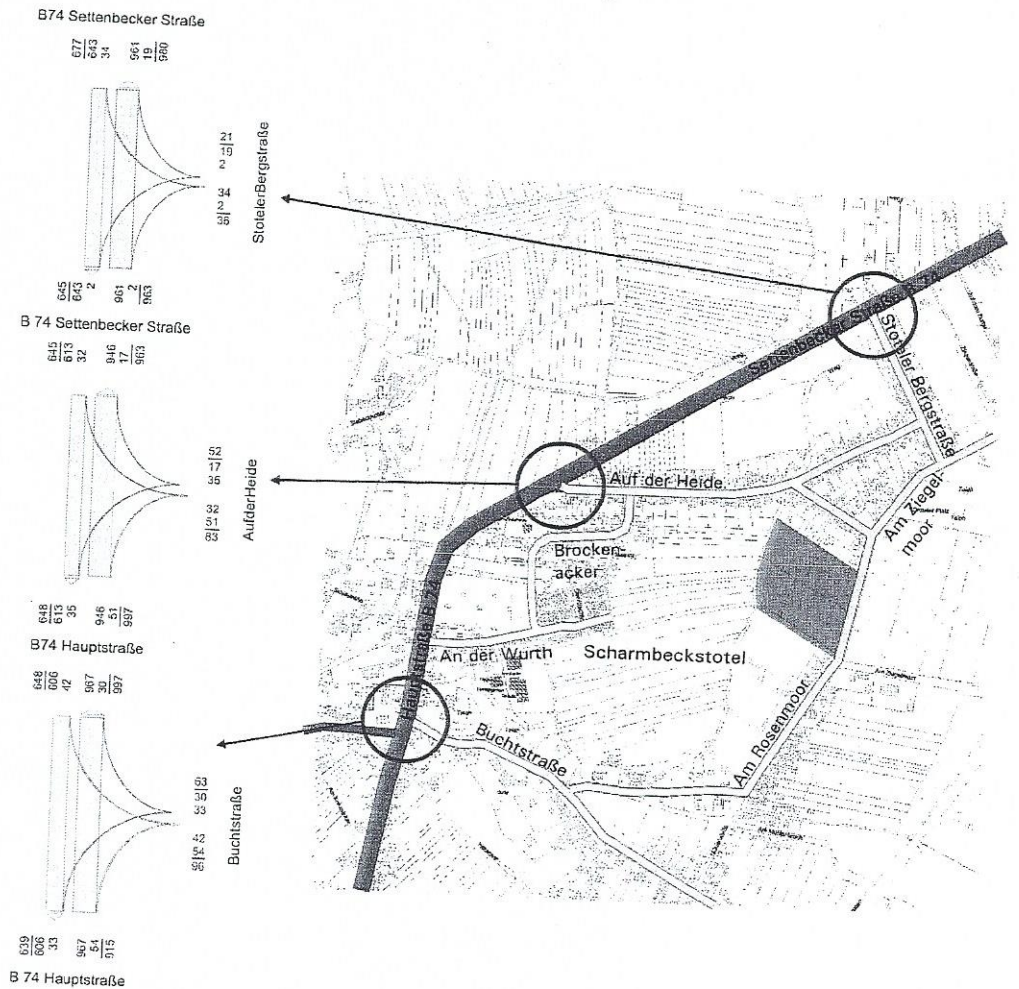 B74 Settenbecker Straße
677
643
34
961
19
980
21
19
2
34
2
36
StotelerBergstraße
645
643
2
961
2
963
B 74 Settenbecker Straße
645
613
32
946
17
963
52
17
35
32
51
83
AufderHeide
648
613
35
946
51
997
B74 Hauptstraße
648
606
42
967
30
997
63
30
33
42
54
96
Buchtstraße
639
606
33
967
54
915
B 74 Hauptstraße
Settenbecker Straße
Stoteler Bergstraße
Auf der Heide
Am Ziegel-
moor
Brocken-
acker
Hauptstraße B 74
An der Wurth
Scharmbeckstotel
Buchtstraße
Am Rosenmoor